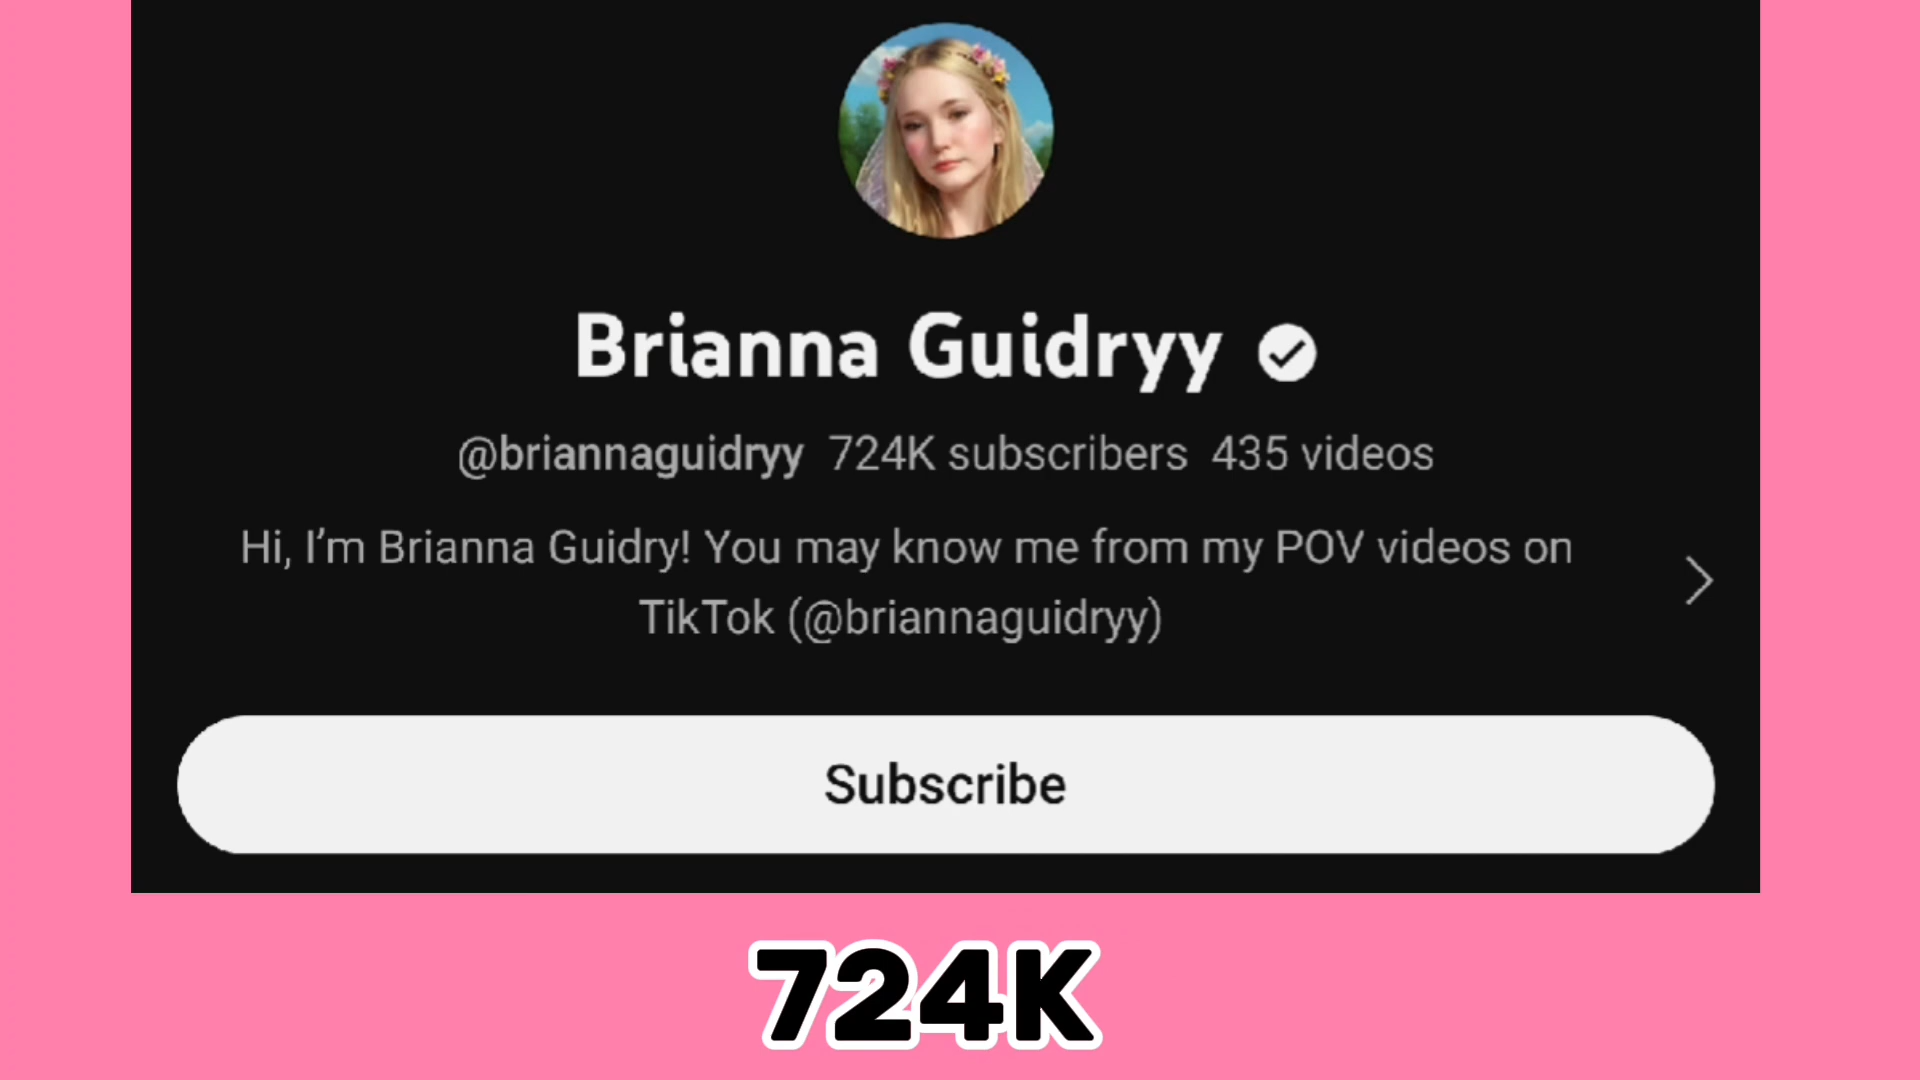 Brianna Guidryy
@briannaguidryy 724K subscribers 435 videos
Hi, I’m Brianna Guidry! You may know me from my POV videos on
TikTok (@briannaguidryy)
Subscribe
724K